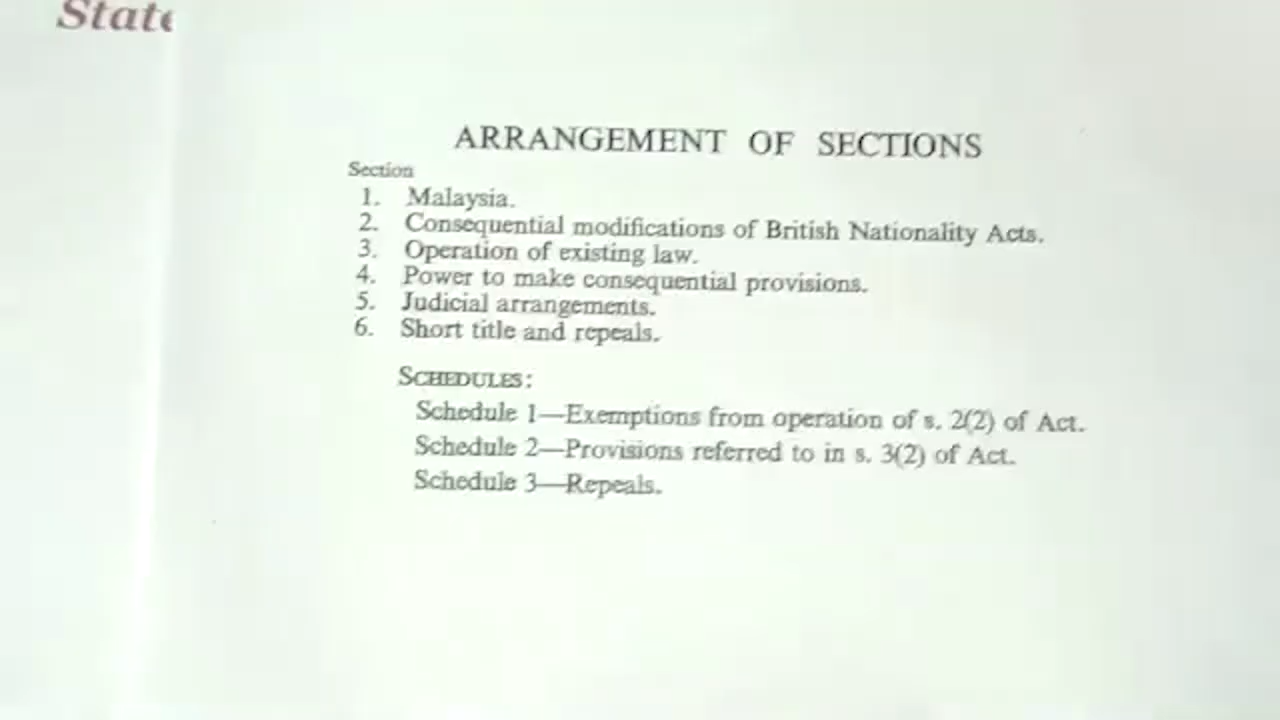 ARRANGEMENT OF SECTIONS
Section
1. Malaysia.
2. Consequential modifications of British Nationality Acts.
3. Operation of existing law.
4. Power to make consequential provisions.
5. Judicial arrangements.
6. Short title and repeals.
SCHEDULES:
Schedule 1—Exemptions from operation of s. 2(2) of Act.
Schedule 2—Provisions referred to in s. 3(2) of Act.
Schedule 3—Repeals.